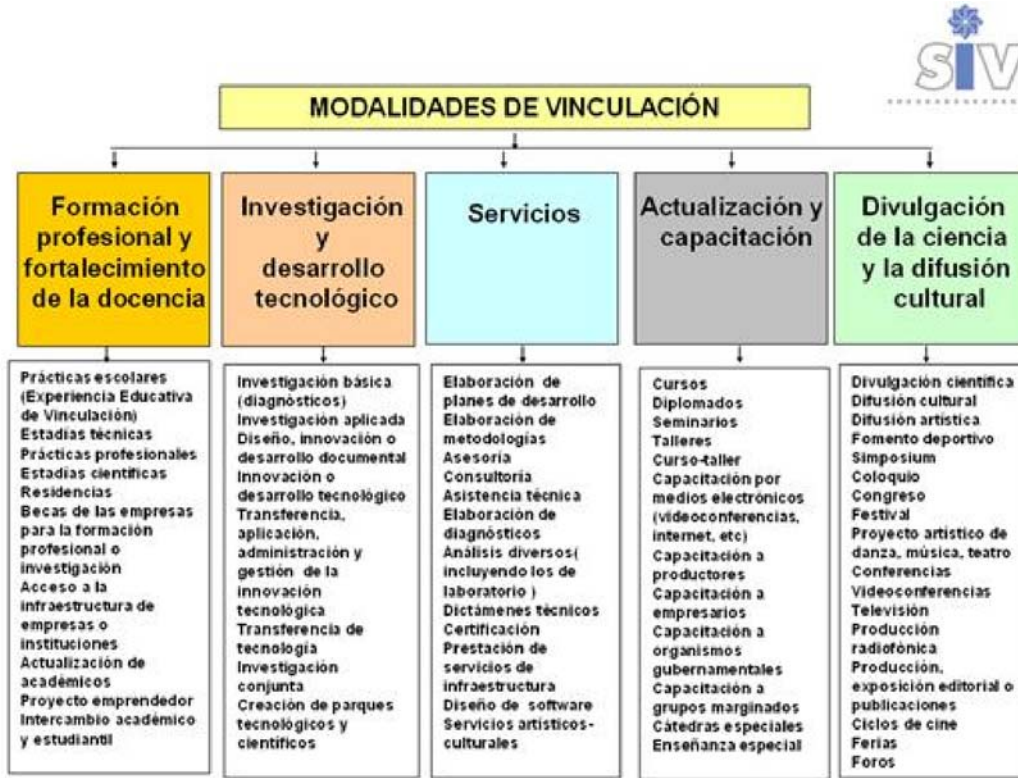 SIV
MODALIDADES DE VINCULACIÓN
Formación
profesional y
fortalecimiento
de la docencia
Investigación
y
desarrollo
tecnológico
Servicios
Actualización y
capacitación
Divulgación
de la ciencia
y la difusión
cultural
Prácticas escolares
(Experiencia Educativa
de Vinculación)
Estadías técnicas
Prácticas profesionales
Estadías científicas
Residencias
Becas de las empresas
para la formación
profesional o
investigación
Acceso a la
infraestructura de
empresas o
instituciones
Actualización de
académicos
Proyecto emprendedor
Intercambio académico
y estudiantil
Investigación básica
(diagnósticos)
Investigación aplicada
Diseño, innovación o
desarrollo documental
Innovación o
desarrollo tecnológico
Transferencia,
aplicación,
administración y
gestión de la
innovación
tecnológica
Transferencia de
tecnología
Investigación
conjunta
Creación de parques
tecnológicos y
científicos
Elaboración de
planes de desarrollo
Elaboración de
metodologías
Asesoría
Consultoría
Asistencia técnica
Elaboración de
diagnósticos
Análisis diversos(
incluyendo los de
laboratorio )
Dictámenes técnicos
Certificación
Prestación de
servicios de
infraestructura
Diseño de software
Servicios artísticos-
culturales
Cursos
Diplomados
Seminarios
Talleres
Curso-taller
Capacitación por
medios electrónicos
(videoconferencias,
internet, etc)
Capacitación a
productores
Capacitación a
empresarios
Capacitación a
organismos
gubernamentales
Capacitación a
grupos marginados
Cátedras especiales
Enseñanza especial
Divulgación científica
Difusión cultural
Difusión artística
Fomento deportivo
Simposium
Coloquio
Congreso
Festival
Proyecto artístico de
danza, música, teatro
Conferencias
Videoconferencias
Televisión
Producción
radiofónica
Producción,
exposición editorial o
publicaciones
Ciclos de cine
Ferias
Foros